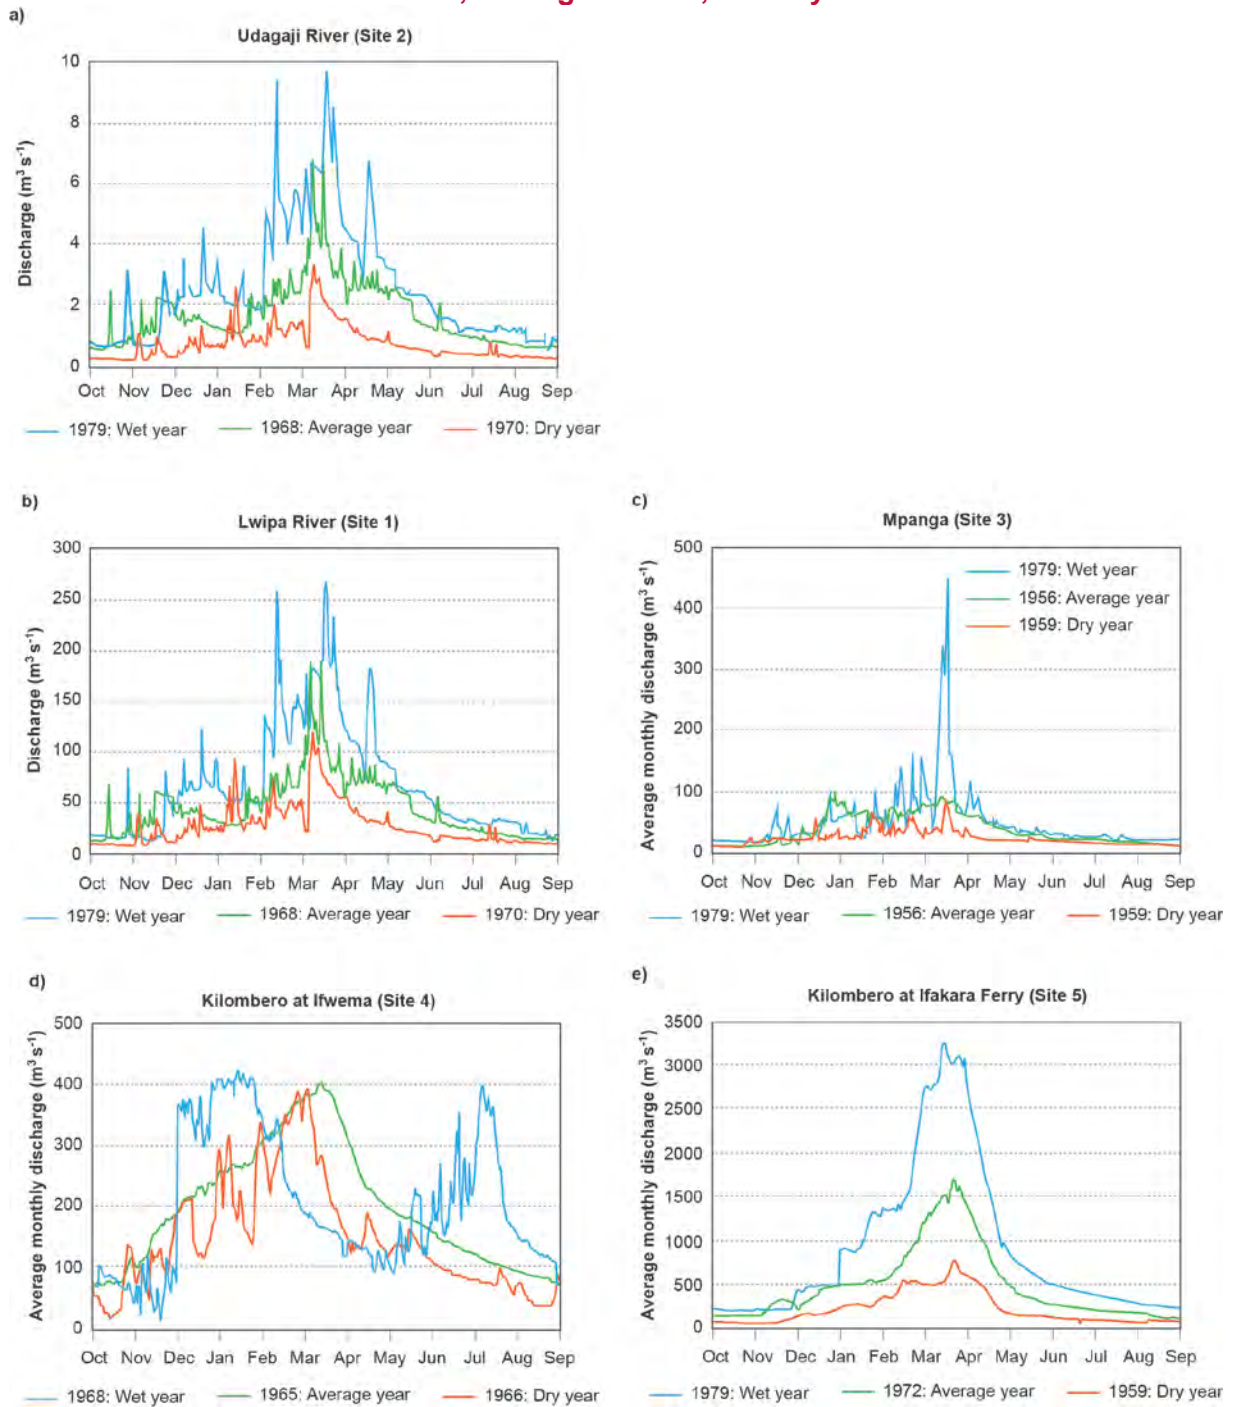 a)
Udagaji River (Site 2)
Discharge (m³ s⁻¹)
10
8
6
4
2
0
Oct Nov Dec Jan Feb Mar Apr May Jun Jul Aug Sep
1979: Wet year 1968: Average year 1970: Dry year
b)
Lwipa River (Site 1)
Discharge (m³ s⁻¹)
300
250
200
150
100
50
0
Oct Nov Dec Jan Feb Mar Apr May Jun Jul Aug Sep
1979: Wet year 1968: Average year 1970: Dry year
c)
Mpanga (Site 3)
Average monthly discharge (m³ s⁻¹)
500
400
300
200
100
0
1979: Wet year
1956: Average year
1959: Dry year
Oct Nov Dec Jan Feb Mar Apr May Jun Jul Aug Sep
1979: Wet year 1956: Average year 1959: Dry year
d)
Kilombero at Ifwema (Site 4)
Average monthly discharge (m³ s⁻¹)
500
400
300
200
100
0
Oct Nov Dec Jan Feb Mar Apr May Jun Jul Aug Sep
1968: Wet year 1965: Average year 1966: Dry year
e)
Kilombero at Ifakara Ferry (Site 5)
Average monthly discharge (m³ s⁻¹)
3500
3000
2500
2000
1500
1000
500
0
Oct Nov Dec Jan Feb Mar Apr May Jun Jul Aug Sep
1979: Wet year 1972: Average year 1959: Dry year